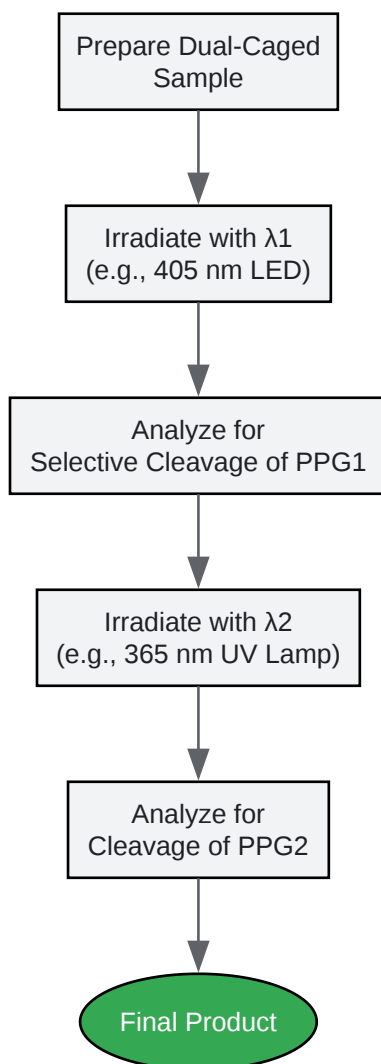 Prepare Dual-Caged
Sample
Irradiate with λ1
(e.g., 405 nm LED)
Analyze for
Selective Cleavage of PPG1
Irradiate with λ2
(e.g., 365 nm UV Lamp)
Analyze for
Cleavage of PPG2
Final Product